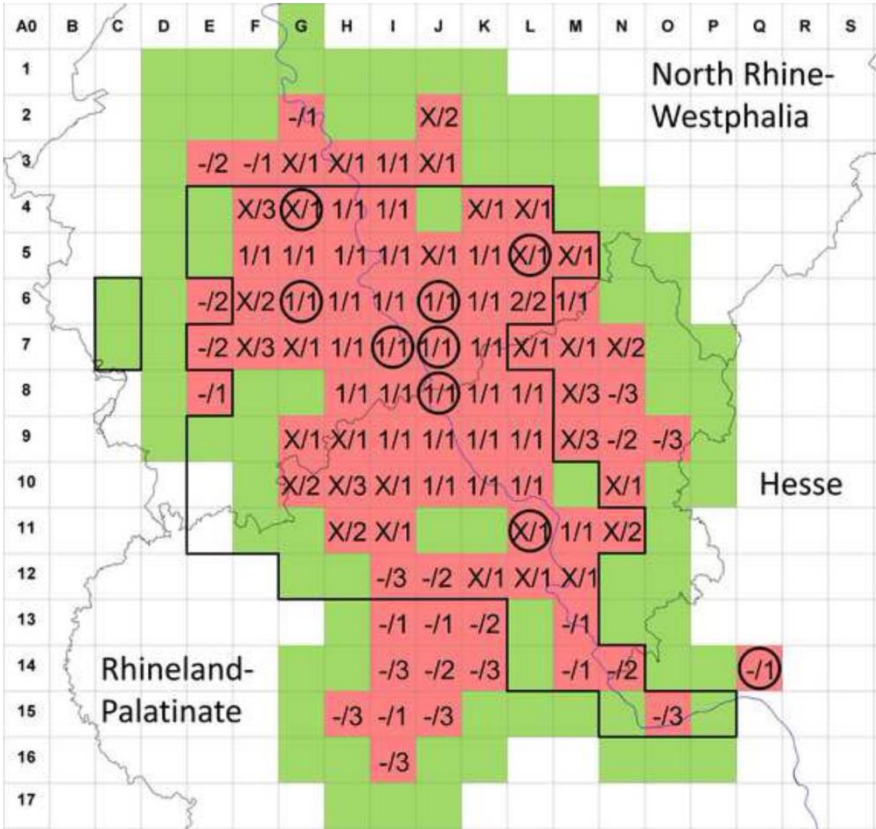 A0 B C D E F G H I J K L M N O P Q R S
1 North Rhine-
Westphalia
2 -/1 X/2
3 -/2 -/1 X/1 X/1 1/1 X/1
4 X/3 X/1 1/1 1/1 X/1 X/1
5 1/1 1/1 1/1 1/1 X/1 1/1 X/1 X/1
6 -/2 X/2 1/1 1/1 1/1 1/1 1/1 2/2 1/1
7 -/2 X/3 X/1 1/1 1/1 1/1 1/1 X/1 X/1 X/2
8 -/1 1/1 1/1 1/1 1/1 1/1 X/3 -/3
9 X/1 X/1 1/1 1/1 1/1 1/1 X/3 -/2 -/3
10 X/2 X/3 X/1 1/1 1/1 1/1 X/1 Hesse
11 X/2 X/1 X/1 1/1 X/2
12 -/3 -/2 X/1 X/1 X/1
13 -/1 -/1 -/2 -/1
14 Rhineland- -/3 -/2 -/3 -/1 -/2 -/1
Palatinate
15 -/3 -/1 -/3 -/3
16 -/3
17